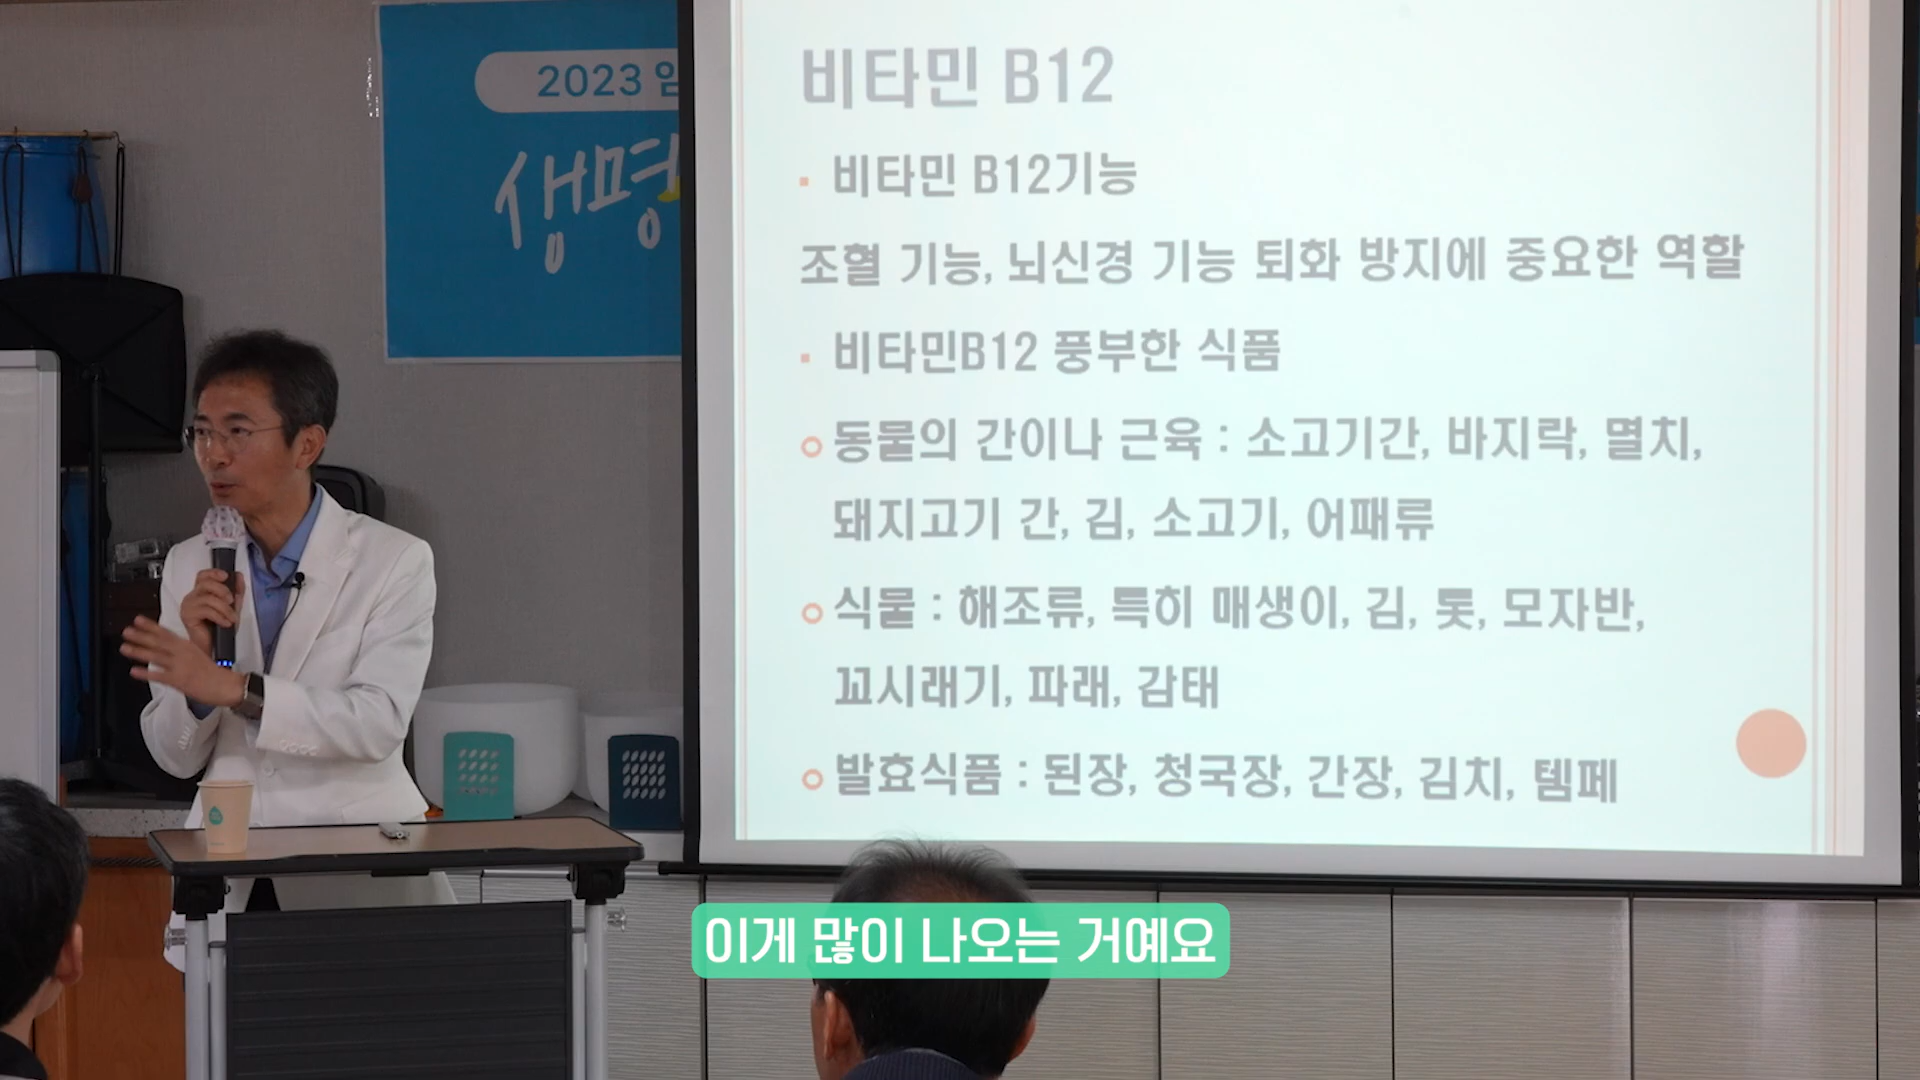 2023
생명
비타민 B12
비타민 B12기능
조혈 기능, 뇌신경 기능 퇴화 방지에 중요한 역할
비타민B12 풍부한 식품
동물의 간이나 근육 : 소고기간, 바지락, 멸치,
돼지고기 간, 김, 소고기, 어패류
식물 : 해조류, 특히 매생이, 김, 톳, 모자반,
꼬시래기, 파래, 감태
발효식품 : 된장, 청국장, 간장, 김치, 템페
이게 많이 나오는 거예요